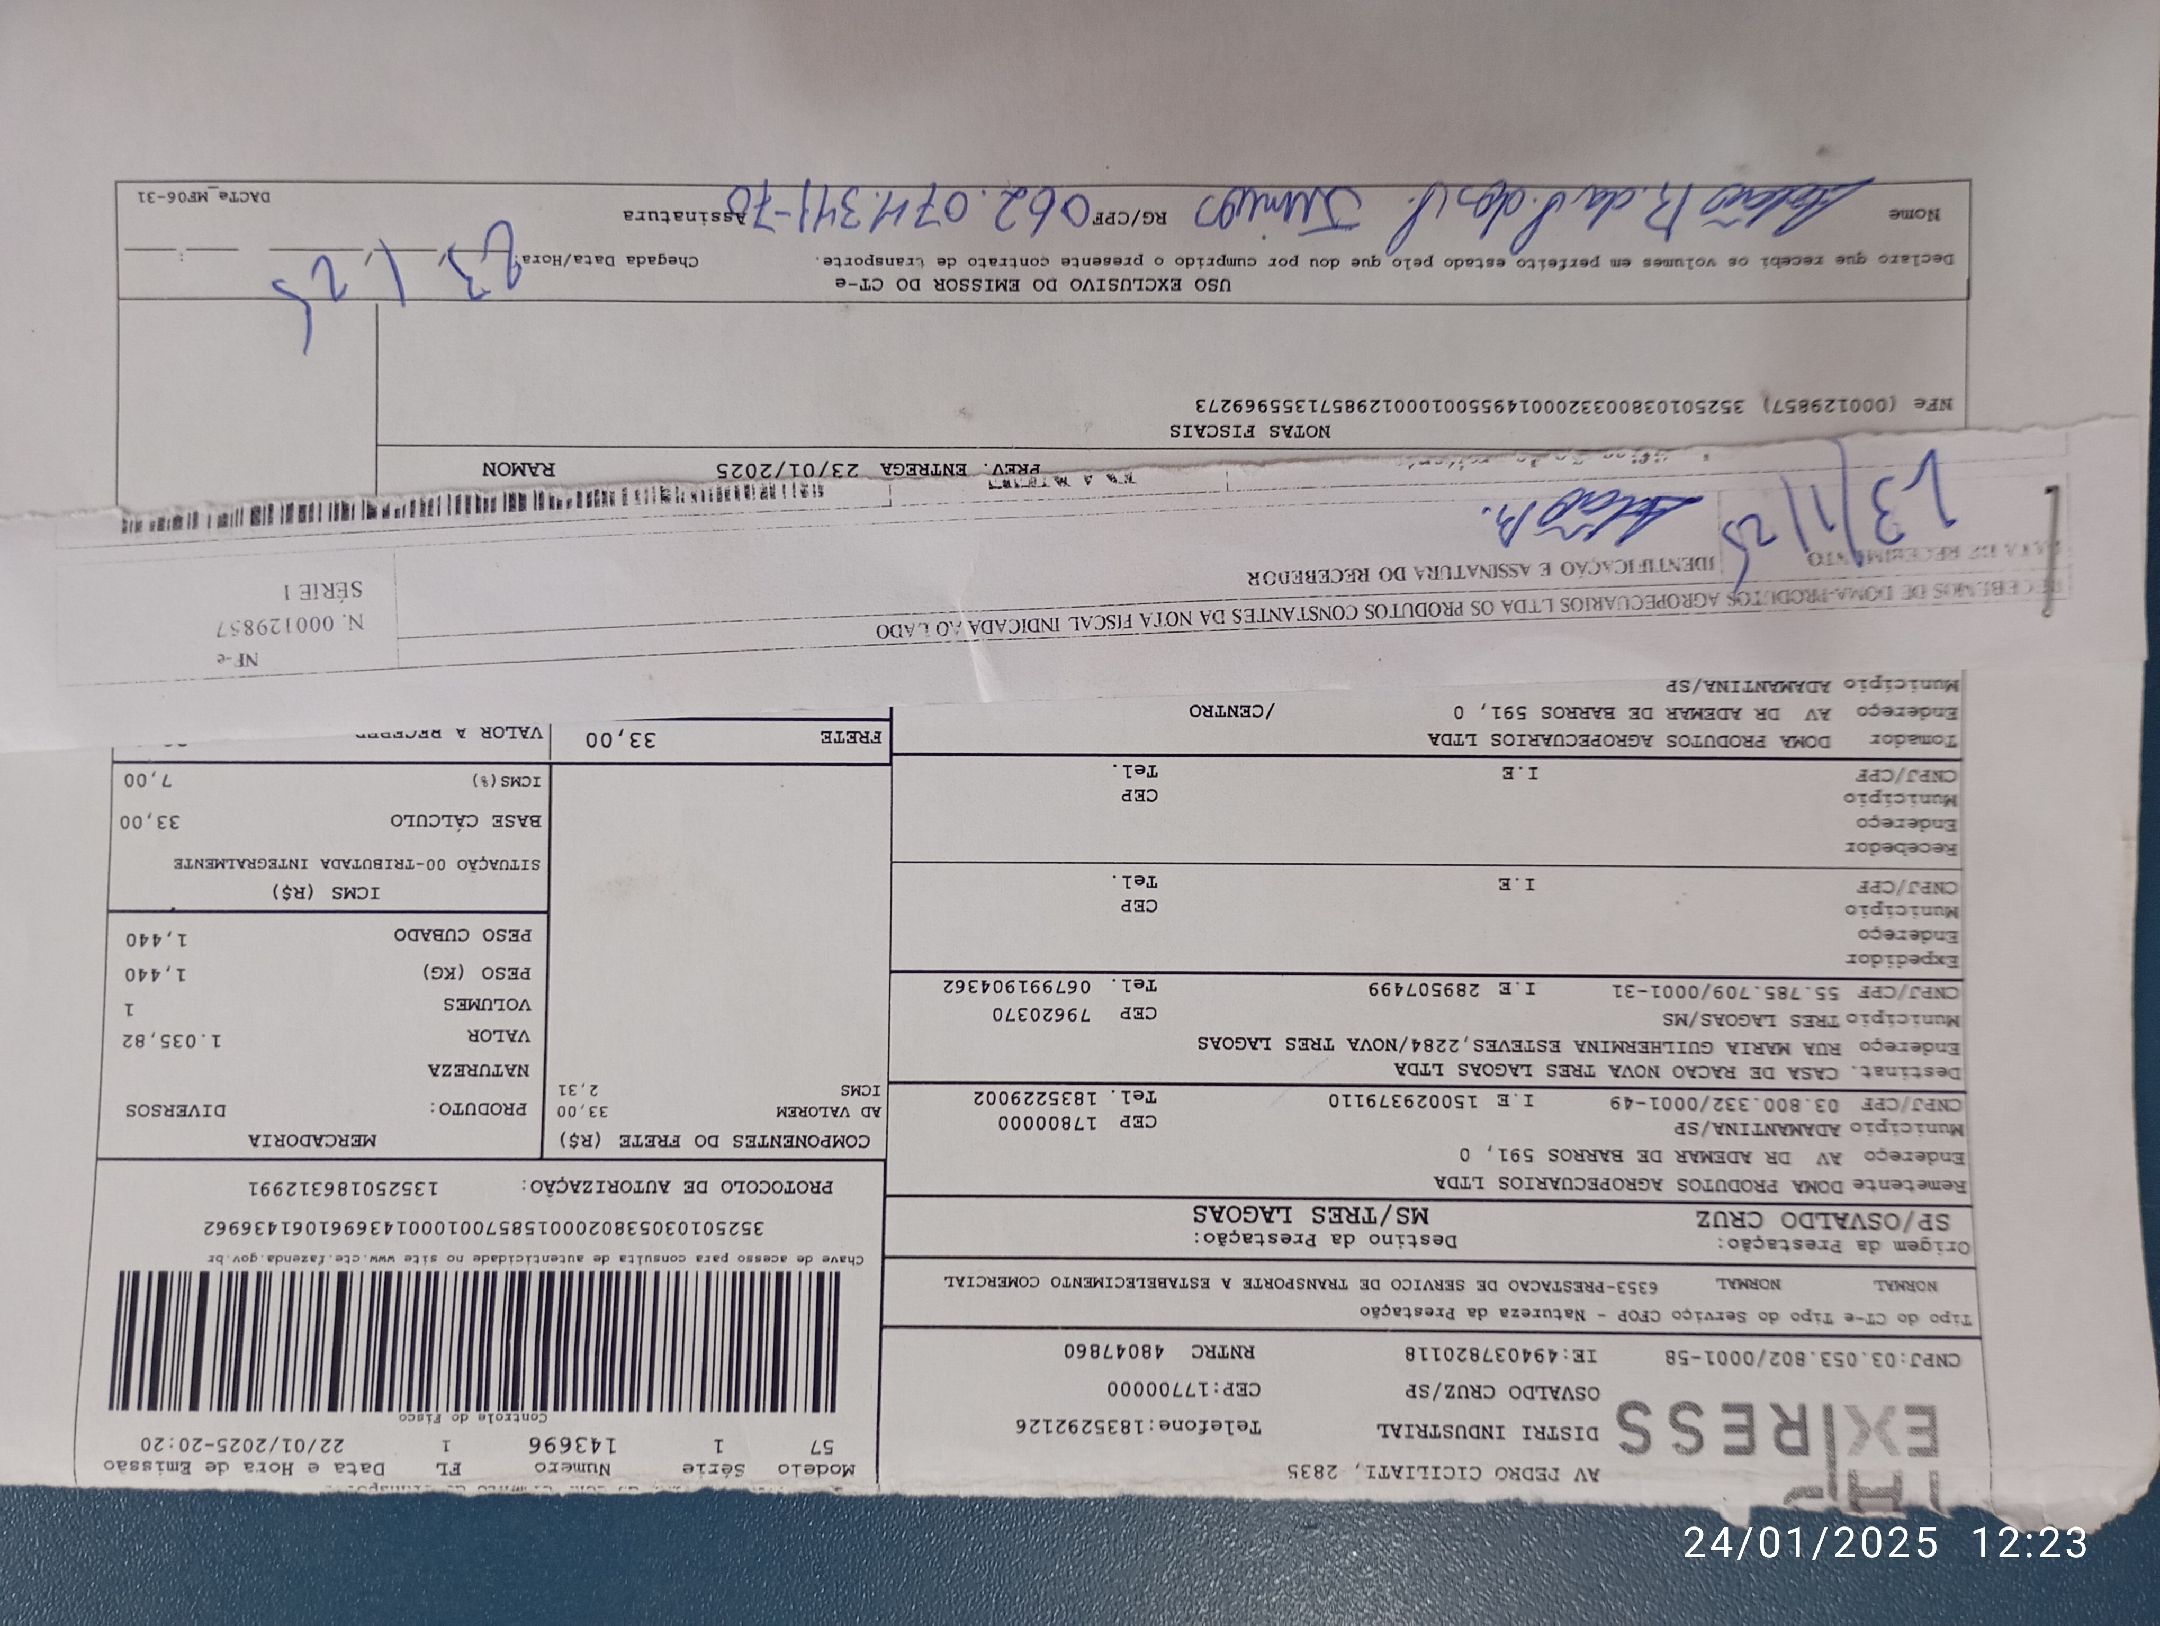 EXPRESS
AV PEDRO CICILIATI, 2835
DISTRI INDUSTRIAL Telefone:1835292126
OSVALDO CRUZ/SP CEP:17700000
CNPJ:03.053.802/0001-58 IE:494037820118 RNTRC 48047860
Modelo Série Numero FL Data e Hora de Emissão
57 1 143696 1 22/01/2025-20:20
Controle do Fisco
Tipo do CT-e Tipo do Serviço CFOP - Natureza da Prestação
NORMAL NORMAL 6353-PRESTACAO DE SERVICO DE TRANSPORTE A ESTABELECIMENTO COMERCIAL
Chave de acesso para consulta de autenticidade no site www.cte.fazenda.gov.br
35250103053802000158570010001436961061436962
PROTOCOLO DE AUTORIZAÇÃO: 135250186312991
Origem da Prestação: Destino da Prestação:
SP/OSVALDO CRUZ MS/TRES LAGOAS
Remetente DOMA PRODUTOS AGROPECUARIOS LTDA
Endereço AV DR ADEMAR DE BARROS 591, 0
Município ADAMANTINA/SP CEP 17800000
CNPJ/CPF 03.800.332/0001-49 I.E 150029379110 Tel. 1835229002
Destinat. CASA DE RACAO NOVA TRES LAGOAS LTDA
Endereço RUA MARIA GUILHERMINA ESTEVES,2284/NOVA TRES LAGOAS
Município TRES LAGOAS/MS CEP 79620370
CNPJ/CPF 55.785.709/0001-31 I.E 289507499 Tel. 067991904362
Expedidor
Endereço
Município CEP
CNPJ/CPF I.E Tel.
Recebedor
Endereço
Município CEP
CNPJ/CPF I.E Tel.
Tomador DOMA PRODUTOS AGROPECUARIOS LTDA
Endereço AV DR ADEMAR DE BARROS 591, 0 /CENTRO
Município ADAMANTINA/SP
COMPONENTES DO FRETE (R$)
AD VALOREM 33,00
ICMS 2,31
FRETE 33,00
MERCADORIA
PRODUTO: DIVERSOS
NATUREZA
VALOR 1.035,82
VOLUMES 1
PESO (KG) 1,440
PESO CUBADO 1,440
ICMS (R$)
SITUAÇÃO 00-TRIBUTADA INTEGRALMENTE
BASE CÁLCULO 33,00
ICMS(%) 7,00
VALOR A RECEBER
RECEBEMOS DE DOMA-PRODUTOS AGROPECUARIOS LTDA OS PRODUTOS CONSTANTES DA NOTA FISCAL INDICADA AO LADO
NF-e
N. 000129857
SÉRIE 1
DATA DE RECEBIMENTO IDENTIFICAÇÃO E ASSINATURA DO RECEBEDOR
23/1/25
PREV. ENTREGA 23/01/2025 RAMON
NOTAS FISCAIS
NFe (000129857) 35250103800332000149550010001298571355969273
USO EXCLUSIVO DO EMISSOR DO CT-e
Declaro que recebi os volumes em perfeito estado pelo que dou por cumprido o presente contrato de transporte. Chegada Data/Hora: 23 1 25
Nome Junior RG/CPF 062.074.341-70 Assinatura
DACTe_MF06-31
24/01/2025 12:23